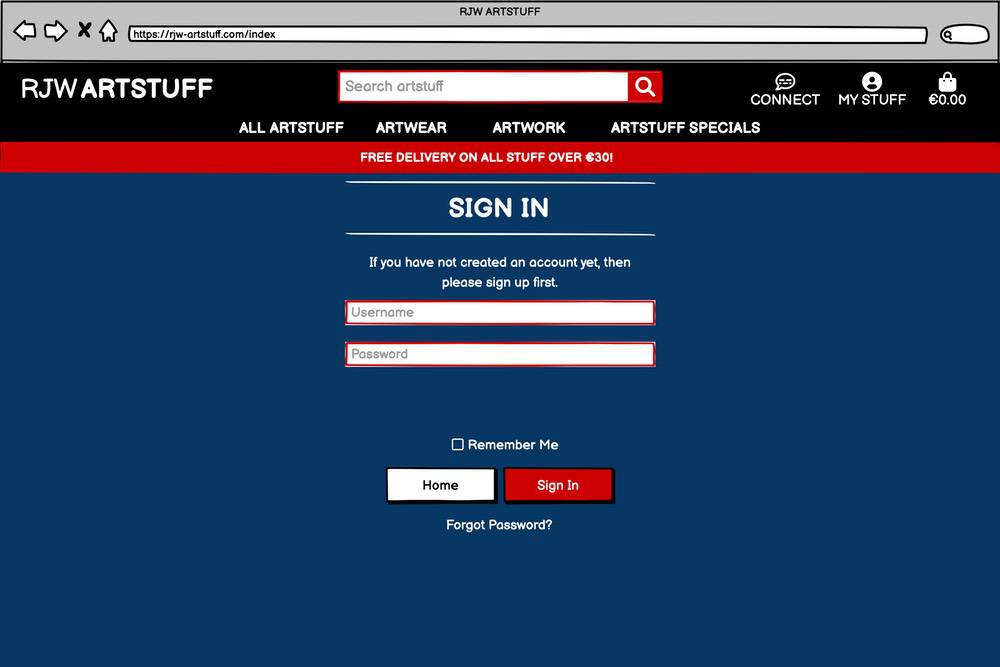 RJW ARTSTUFF
https://rjw-artstuff.com/index
RJW ARTSTUFF
Search artstuff
CONNECT
MY STUFF
€0.00
ALL ARTSTUFF
ARTWEAR
ARTWORK
ARTSTUFF SPECIALS
FREE DELIVERY ON ALL STUFF OVER €30!
SIGN IN
If you have not created an account yet, then
please sign up first.
Username
Password
Remember Me
Home
Sign In
Forgot Password?